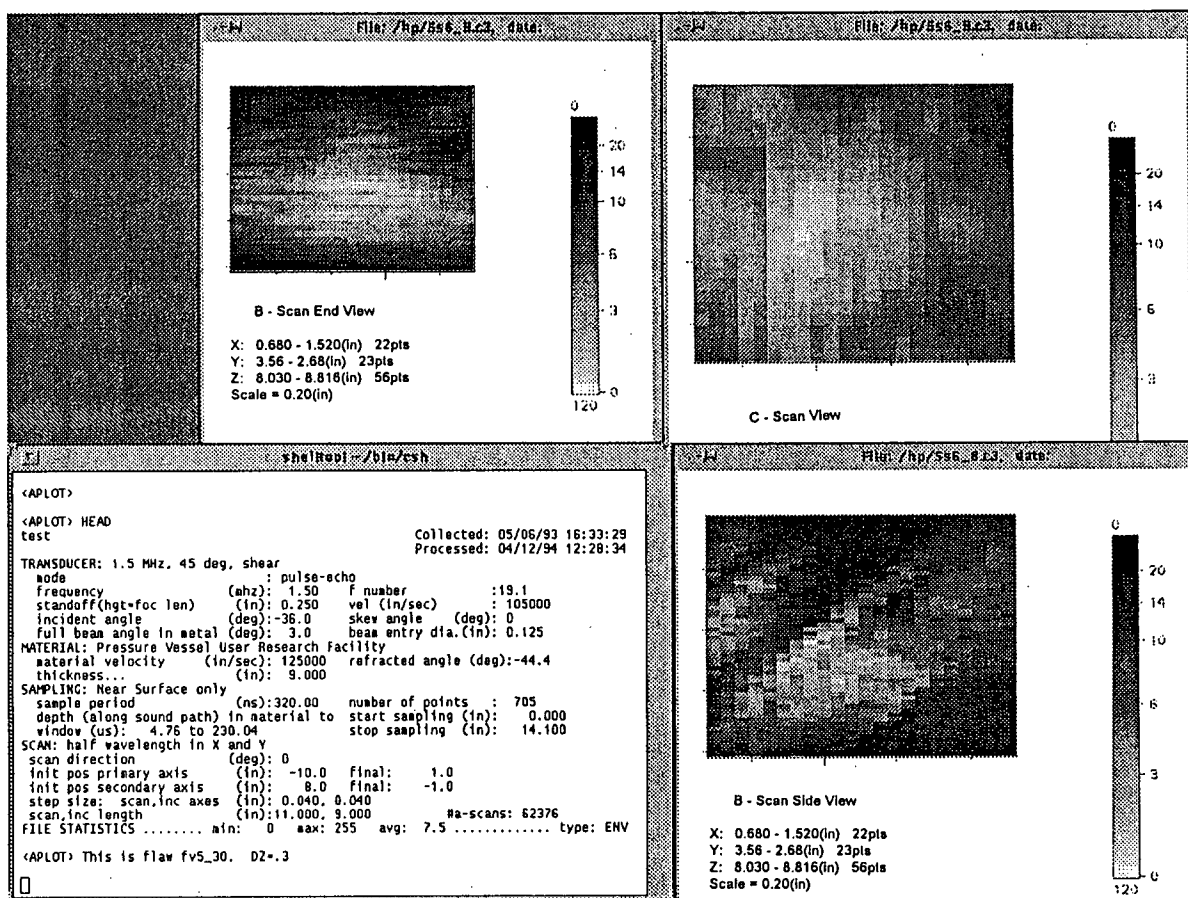 File: /hp/5s6_8.c3, date:
0
20
14
10
6
3
0
120
B - Scan End View
X: 0.680 - 1.520(in) 22pts
Y: 3.56 - 2.68(in) 23pts
Z: 8.030 - 8.816(in) 56pts
Scale = 0.20(in)
File: /hp/5s6_8.c3, date:
0
20
14
10
6
3
C - Scan View
/bin/csh
<APLOT>
<APLOT> HEAD
test Collected: 05/06/93 16:33:29
Processed: 04/12/94 12:28:34
TRANSDUCER: 1.5 MHz, 45 deg, shear
mode : pulse-echo
frequency (mhz): 1.50 f number :19.1
standoff(hgt+foc len) (in): 0.250 vel (in/sec) : 105000
incident angle (deg):-36.0 skew angle (deg): 0
full beam angle in metal (deg): 3.0 beam entry dia.(in): 0.125
MATERIAL: Pressure Vessel User Research Facility
material velocity (in/sec): 125000 refracted angle (deg):-44.4
thickness... (in): 9.000
SAMPLING: Near Surface only
sample period (ns):320.00 number of points : 705
depth (along sound path) in material to start sampling (in): 0.000
window (us): 4.76 to 230.04 stop sampling (in): 14.100
SCAN: half wavelength in X and Y
scan direction (deg): 0
init pos primary axis (in): -10.0 final: 1.0
init pos secondary axis (in): 8.0 final: -1.0
step size: scan,inc axes (in): 0.040, 0.040
scan,inc length (in):11.000, 9.000 #a-scans: 62376
FILE STATISTICS ........ min: 0 max: 255 avg: 7.5 ............. type: ENV
<APLOT> This is flaw fv5_30. DZ=.3
File: /hp/5s6_8.c3, date:
0
20
14
10
6
3
0
120
B - Scan Side View
X: 0.680 - 1.520(in) 22pts
Y: 3.56 - 2.68(in) 23pts
Z: 8.030 - 8.816(in) 56pts
Scale = 0.20(in)